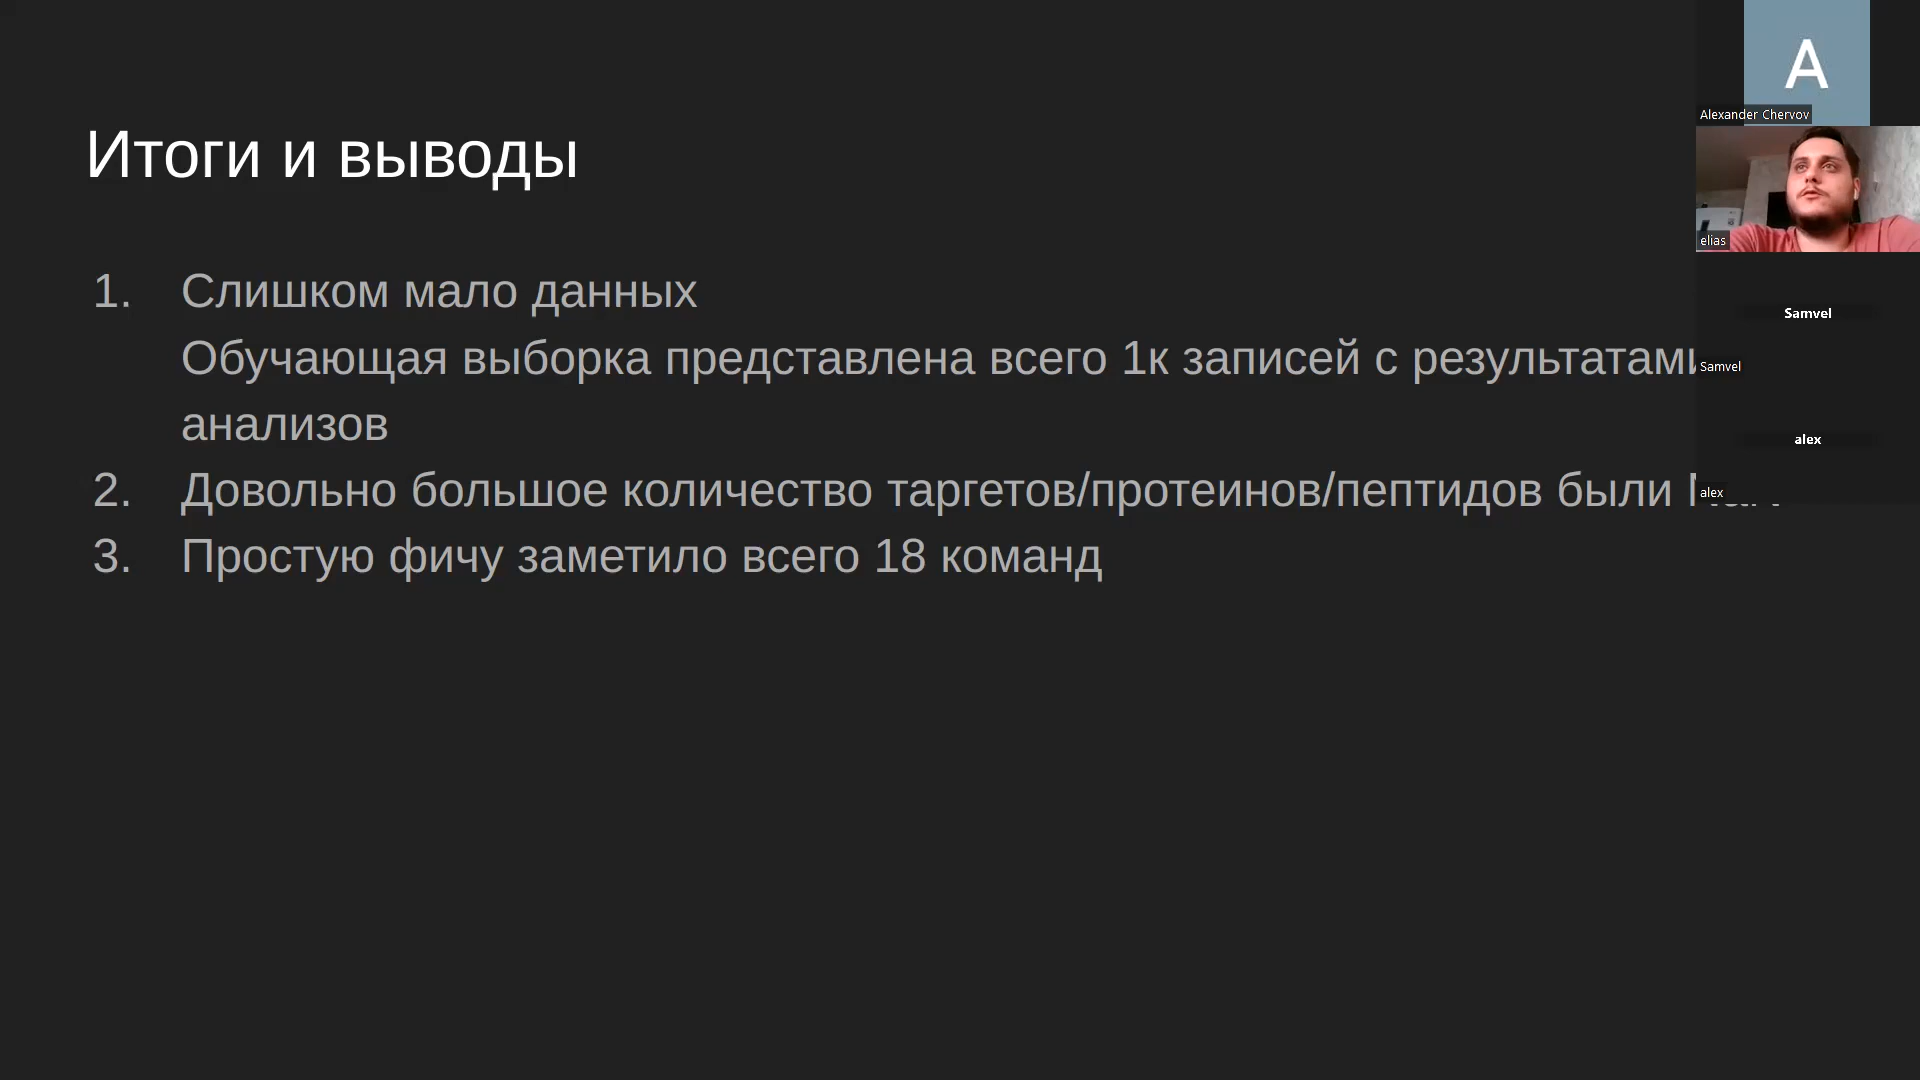 Итоги и выводы
1. Слишком мало данных
Обучающая выборка представлена всего 1к записей с результатами
анализов
2. Довольно большое количество таргетов/протеинов/пептидов были
3. Простую фичу заметило всего 18 команд
A
Alexander Chervov
elias
Samvel
Samvel
alex
alex